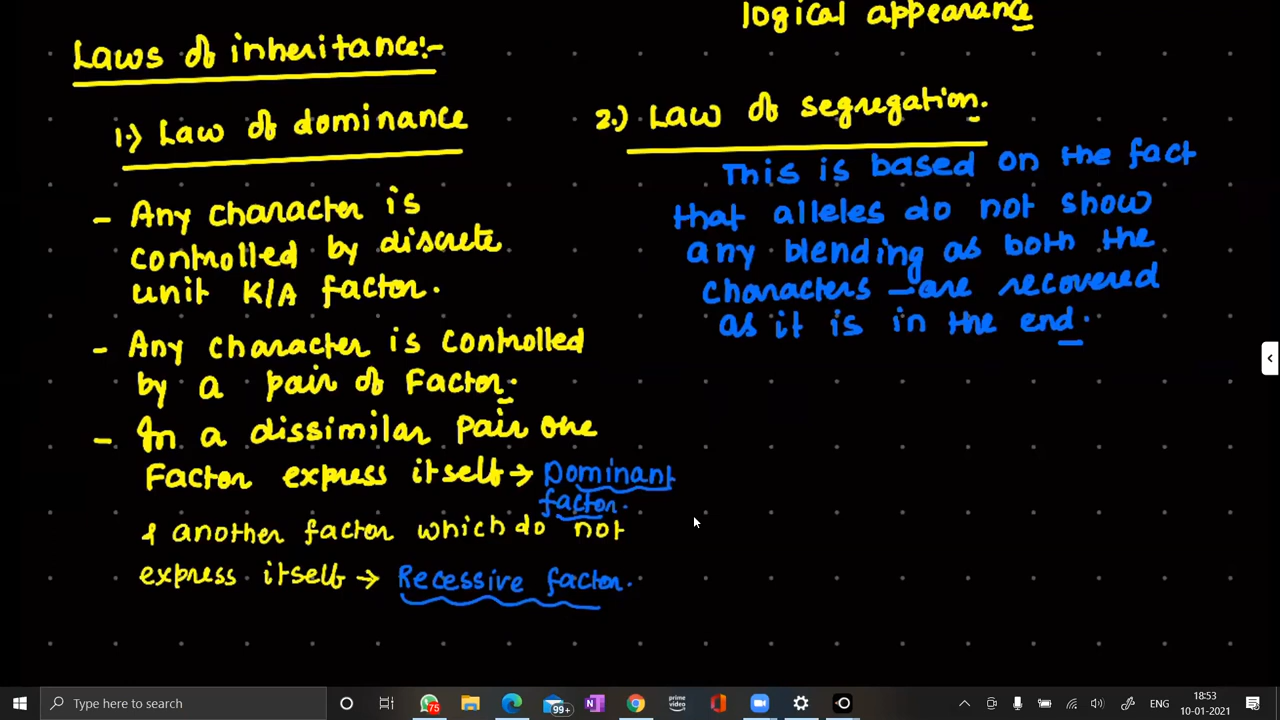 logical appearance
Laws of inheritance:-
1.) Law of dominance
- Any character is
controlled by discrete
unit K/A factor.
- Any character is controlled
by a pair of Factor.
- In a dissimilar Pair one
Factor express itself → Dominant
factor.
& another factor which do not
express itself → Recessive factor.
2.) Law of segregation.
This is based on the fact
that alleles do not show
any blending as both the
characters are recovered
as it is in the end.
Type here to search
75
99+
prime
video
18:53
10-01-2021